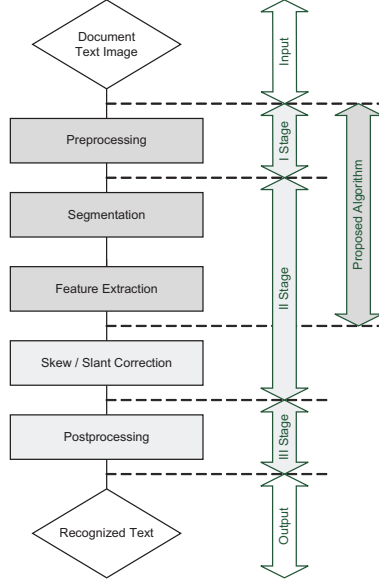 Document
Text Image
Input
Preprocessing
I Stage
Segmentation
Feature Extraction
Skew / Slant Correction
II Stage
Proposed Algorithm
Postprocessing
III Stage
Recognized Text
Output